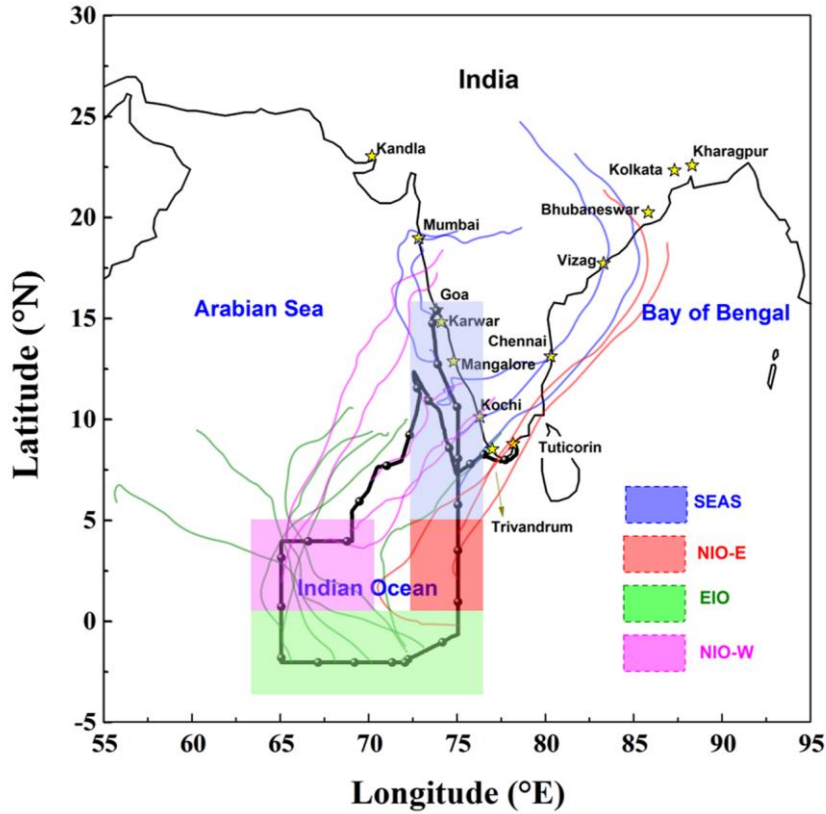 30
25
20
15
10
5
0
-5
55
60
65
70
75
80
85
90
95
Latitude (°N)
Longitude (°E)
India
Kandla
Kharagpur
Kolkata
Bhubaneswar
Mumbai
Vizag
Goa
Arabian Sea
Bay of Bengal
Karwar
Chennai
Mangalore
Kochi
Tuticorin
Trivandrum
Indian Ocean
SEAS
NIO-E
EIO
NIO-W